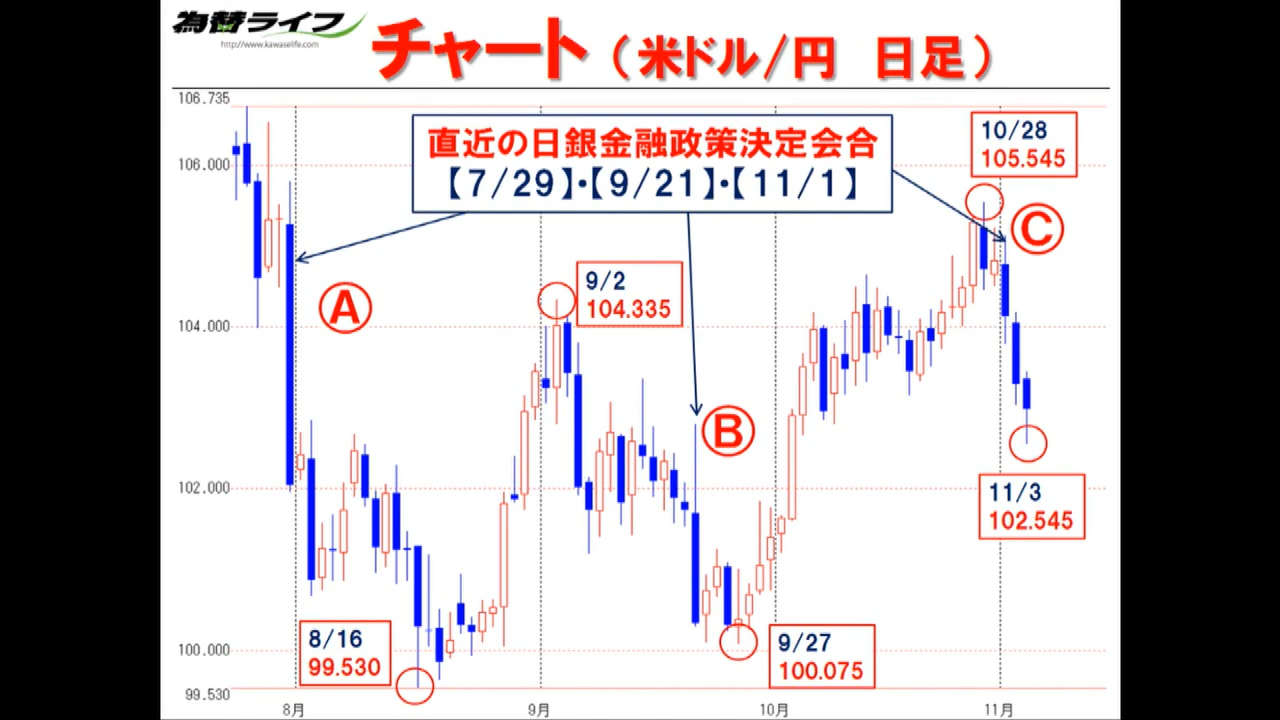 為替ライフ
http://www.kawaselife.com
チャート（米ドル/円 日足）
106.735
106.000
104.000
102.000
100.000
99.530
直近の日銀金融政策決定会合
【7/29】・【9/21】・【11/1】
10/28
105.545
C
9/2
104.335
A
B
11/3
102.545
8/16
99.530
9/27
100.075
8月
9月
10月
11月